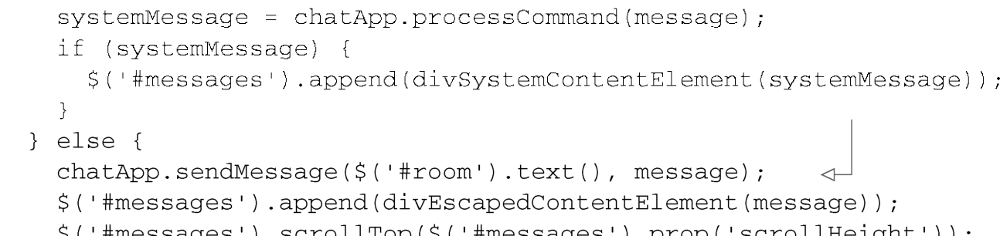 systemMessage = chatApp.processCommand(message);
if (systemMessage) {
$('#messages').append(divSystemContentElement(systemMessage));
}
} else {
chatApp.sendMessage($('#room').text(), message);
$('#messages').append(divEscapedContentElement(message));
$('#messages').scrollTop($('#messages').prop('scrollHeight'));